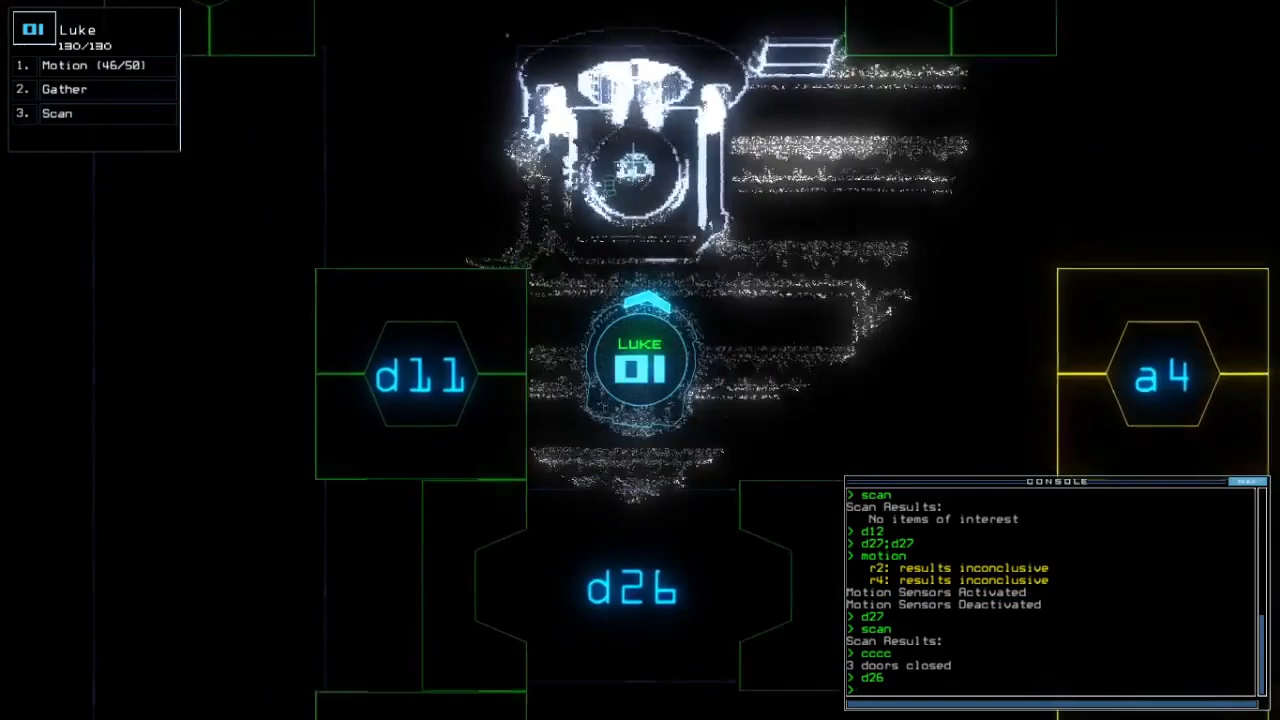 01 Luke
130/130
1. Motion (46/50)
2. Gather
3. Scan
LUKE
01
d11
a4
d26
CONSOLE
> scan
Scan Results:
No items of interest
> d12
> d27;d27
> motion
r2: results inconclusive
r4: results inconclusive
Motion Sensors Activated
Motion Sensors Deactivated
> d27
> scan
Scan Results:
> cccc
3 doors closed
> d26
>